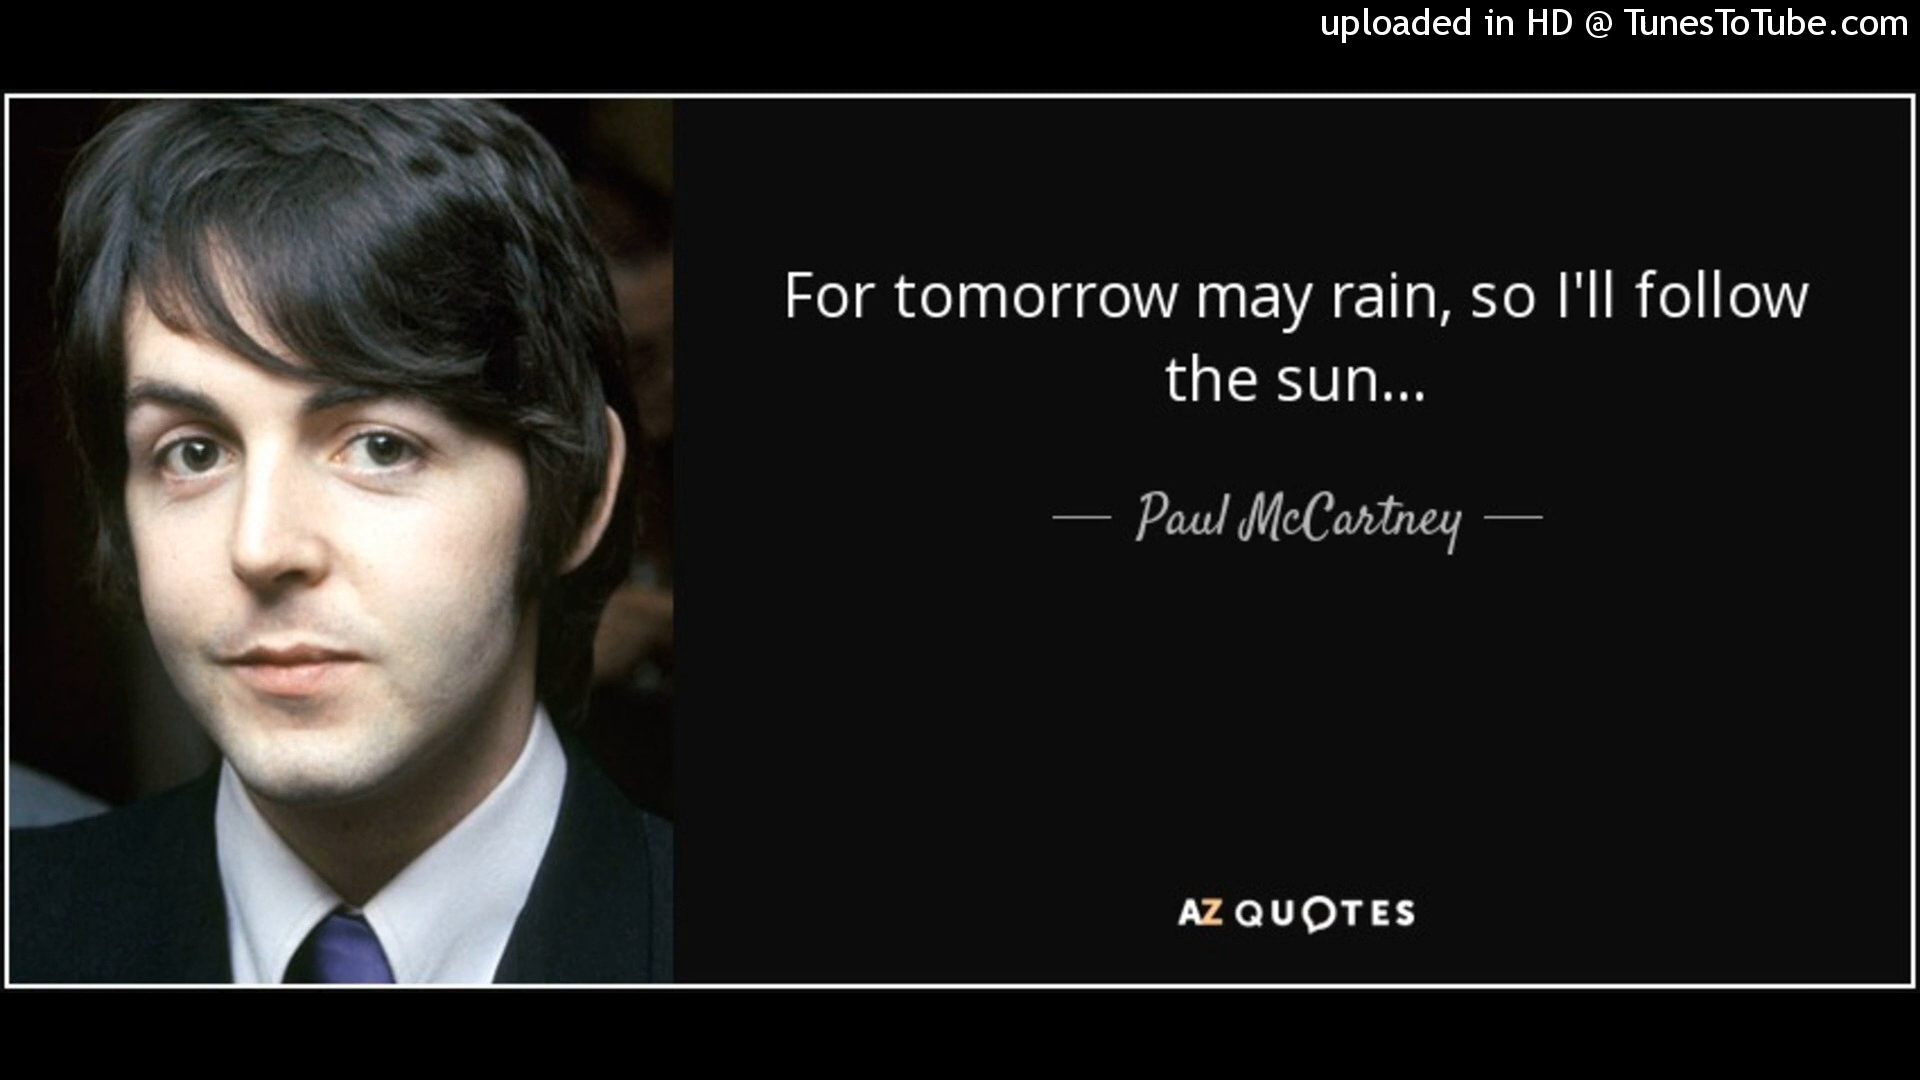 uploaded in HD @ TunesToTube.com
For tomorrow may rain, so I'll follow
the sun...
— Paul McCartney —
AZ QUOTES